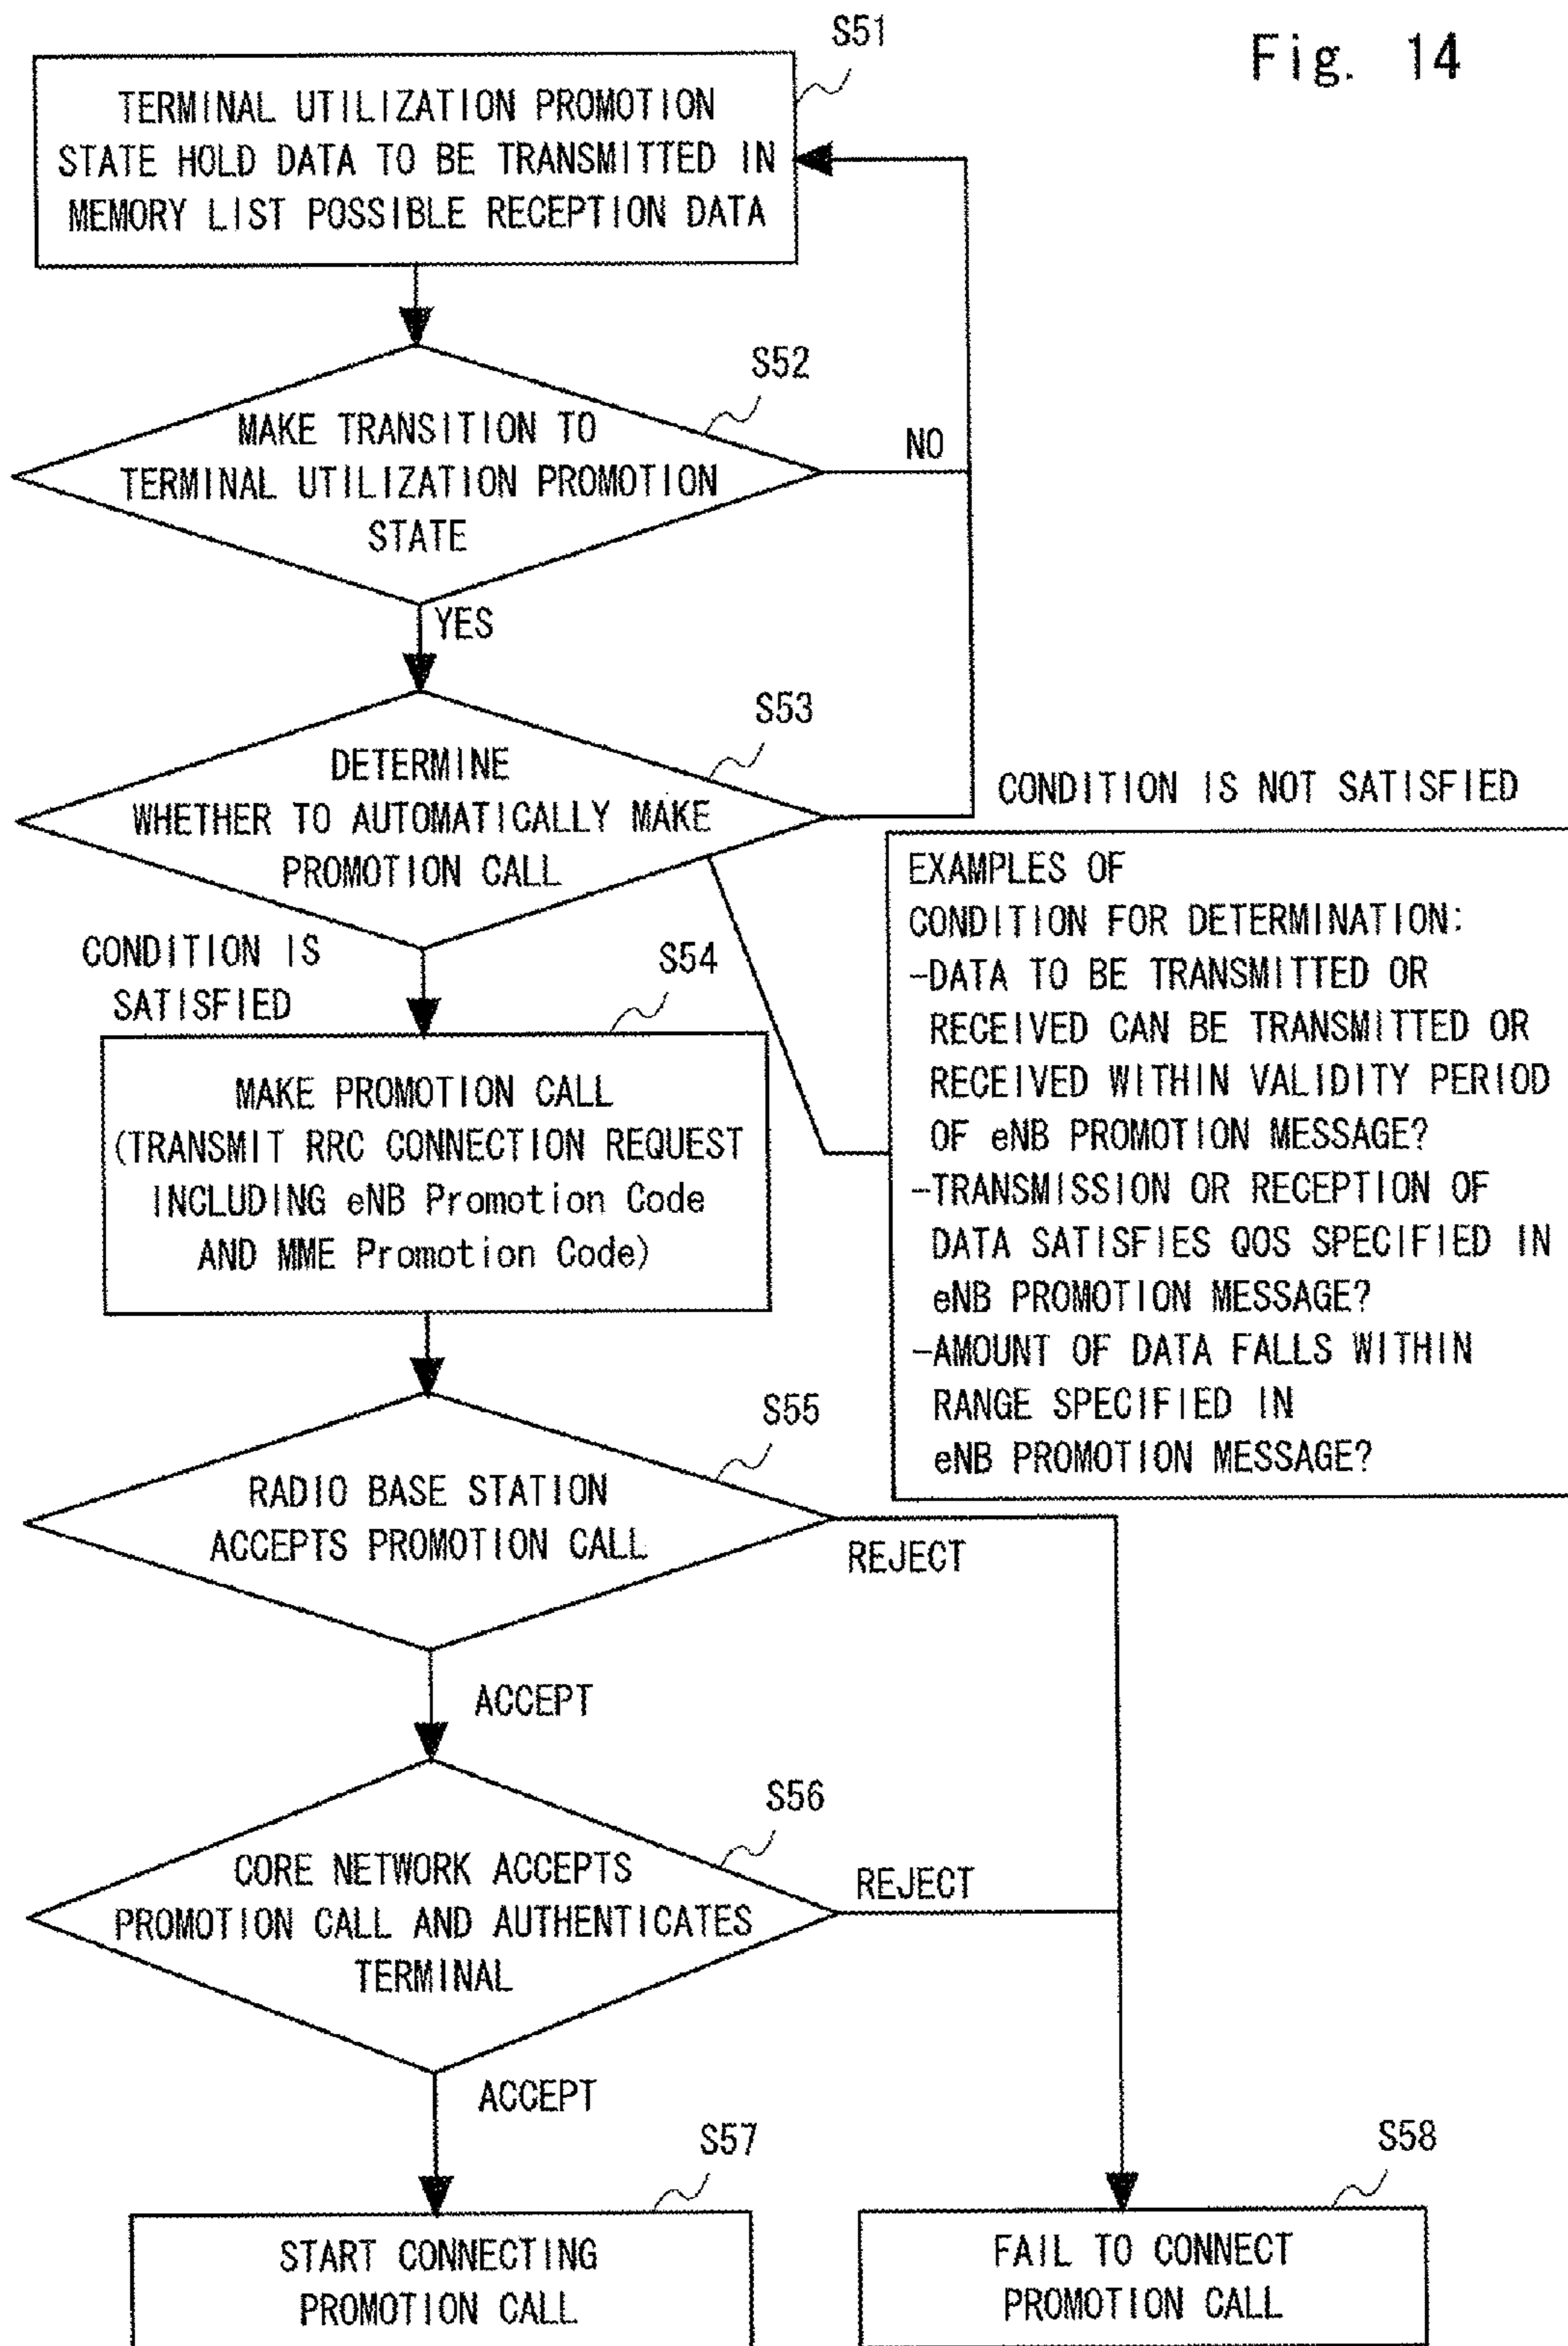 Fig. 14
S51
TERMINAL UTILIZATION PROMOTION
STATE HOLD DATA TO BE TRANSMITTED IN
MEMORY LIST POSSIBLE RECEPTION DATA
S52
MAKE TRANSITION TO
TERMINAL UTILIZATION PROMOTION
STATE
NO
YES
S53
DETERMINE
WHETHER TO AUTOMATICALLY MAKE
PROMOTION CALL
CONDITION IS NOT SATISFIED
EXAMPLES OF
CONDITION FOR DETERMINATION:
-DATA TO BE TRANSMITTED OR
RECEIVED CAN BE TRANSMITTED OR
RECEIVED WITHIN VALIDITY PERIOD
OF eNB PROMOTION MESSAGE?
-TRANSMISSION OR RECEPTION OF
DATA SATISFIES QOS SPECIFIED IN
eNB PROMOTION MESSAGE?
-AMOUNT OF DATA FALLS WITHIN
RANGE SPECIFIED IN
eNB PROMOTION MESSAGE?
CONDITION IS
SATISFIED
S54
MAKE PROMOTION CALL
(TRANSMIT RRC CONNECTION REQUEST
INCLUDING eNB Promotion Code
AND MME Promotion Code)
S55
RADIO BASE STATION
ACCEPTS PROMOTION CALL
REJECT
ACCEPT
S56
CORE NETWORK ACCEPTS
PROMOTION CALL AND AUTHENTICATES
TERMINAL
REJECT
ACCEPT
S57
START CONNECTING
PROMOTION CALL
S58
FAIL TO CONNECT
PROMOTION CALL